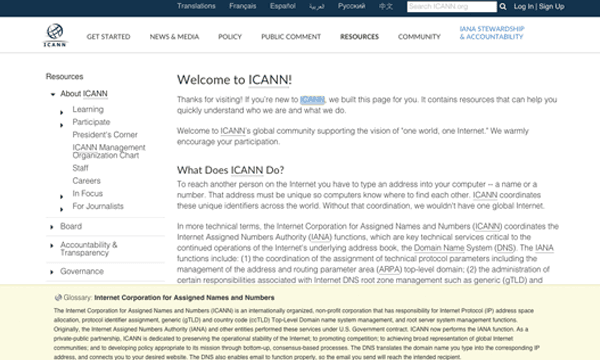 Translations Français Español العربية Русский 中文 Search ICANN.org Log In | Sign Up
ICANN
GET STARTED NEWS & MEDIA POLICY PUBLIC COMMENT RESOURCES COMMUNITY IANA STEWARDSHIP
& ACCOUNTABILITY
Resources
About ICANN
Learning
Participate
President's Corner
ICANN Management
Organization Chart
Staff
Careers
In Focus
For Journalists
Board
Accountability &
Transparency
Governance
Welcome to ICANN!
Thanks for visiting! If you're new to ICANN, we built this page for you. It contains resources that can help you
quickly understand who we are and what we do.
Welcome to ICANN's global community supporting the vision of "one world, one Internet." We warmly
encourage your participation.
What Does ICANN Do?
To reach another person on the Internet you have to type an address into your computer -- a name or a
number. That address must be unique so computers know where to find each other. ICANN coordinates
these unique identifiers across the world. Without that coordination, we wouldn't have one global Internet.
In more technical terms, the Internet Corporation for Assigned Names and Numbers (ICANN) coordinates the
Internet Assigned Numbers Authority (IANA) functions, which are key technical services critical to the
continued operations of the Internet's underlying address book, the Domain Name System (DNS). The IANA
functions include: (1) the coordination of the assignment of technical protocol parameters including the
management of the address and routing parameter area (ARPA) top-level domain; (2) the administration of
certain responsibilities associated with Internet DNS root zone management such as generic (gTLD) and
Glossary: Internet Corporation for Assigned Names and Numbers
The Internet Corporation for Assigned Names and Numbers (ICANN) is an internationally organized, non-profit corporation that has responsibility for Internet Protocol (IP) address space
allocation, protocol identifier assignment, generic (gTLD) and country code (ccTLD) Top-Level Domain name system management, and root server system management functions.
Originally, the Internet Assigned Numbers Authority (IANA) and other entities performed these services under U.S. Government contract. ICANN now performs the IANA function. As a
private-public partnership, ICANN is dedicated to preserving the operational stability of the Internet; to promoting competition; to achieving broad representation of global Internet
communities; and to developing policy appropriate to its mission through bottom-up, consensus-based processes. The DNS translates the domain name you type into the corresponding IP
address, and connects you to your desired website. The DNS also enables email to function properly, so the email you send will reach the intended recipient.